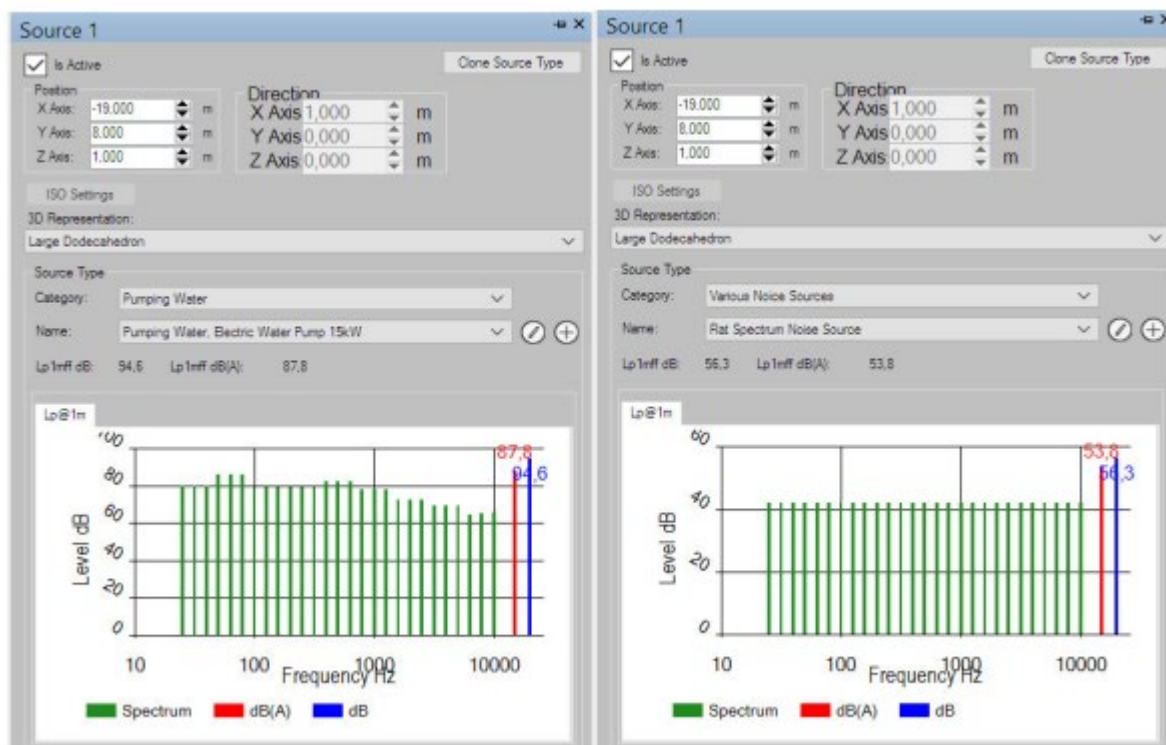 Source 1
Is Active
Clone Source Type
Position
Direction
X Axis: -19.000 m
X Axis 1,000 m
Y Axis: 8.000 m
Y Axis 0,000 m
Z Axis: 1.000 m
Z Axis 0,000 m
ISO Settings
3D Representation:
Large Dodecahedron
Source Type
Category: Pumping Water
Name: Pumping Water, Electric Water Pump 15kW
Lp1mff dB: 94,6 Lp1mff dB(A): 87,8
Lp@1m
100
80
60
40
20
0
Level dB
87,8
94,6
10 100 1000 10000
Frequency Hz
Spectrum dB(A) dB
Source 1
Is Active
Clone Source Type
Position
Direction
X Axis: -19.000 m
X Axis 1,000 m
Y Axis: 8.000 m
Y Axis 0,000 m
Z Axis: 1.000 m
Z Axis 0,000 m
ISO Settings
3D Representation:
Large Dodecahedron
Source Type
Category: Various Noice Sources
Name: Flat Spectrum Noise Source
Lp1mff dB: 56,3 Lp1mff dB(A): 53,8
Lp@1m
60
40
20
0
Level dB
53,8
56,3
10 100 1000 10000
Frequency Hz
Spectrum dB(A) dB